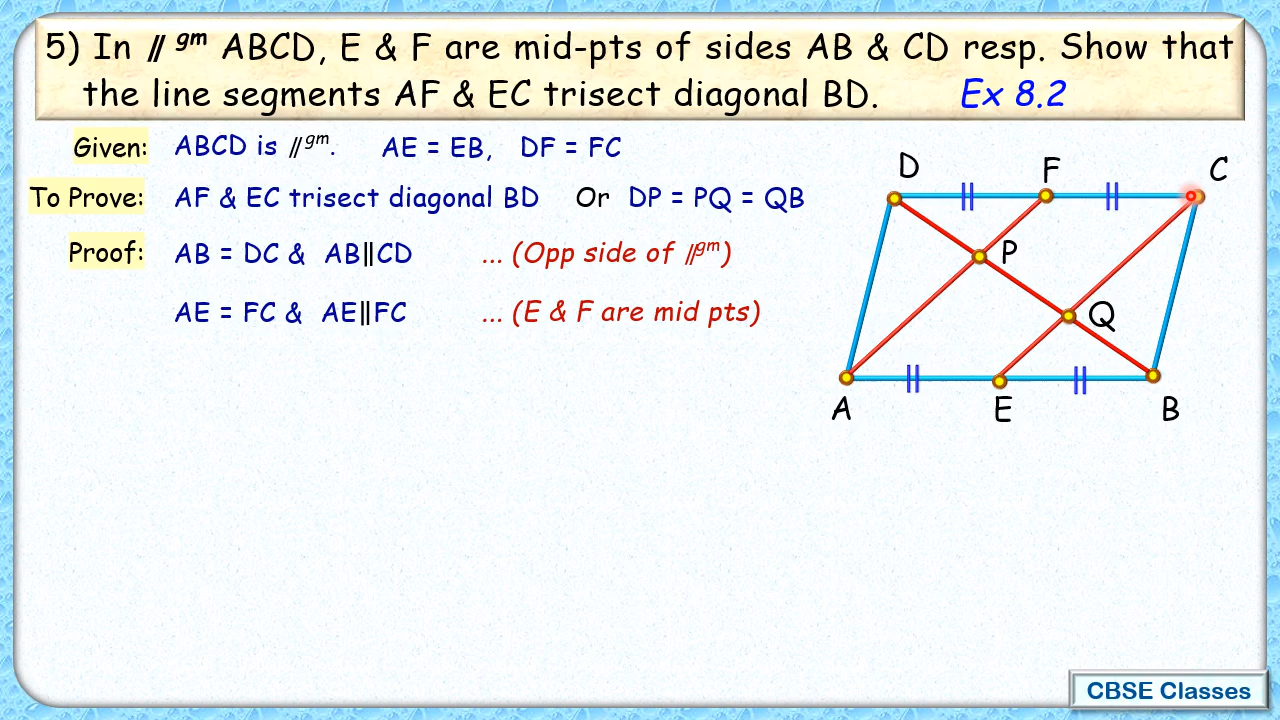 5) In ∥ᵍᵐ ABCD, E & F are mid-pts of sides AB & CD resp. Show that
the line segments AF & EC trisect diagonal BD. Ex 8.2
Given: ABCD is ∥ᵍᵐ. AE = EB, DF = FC
To Prove: AF & EC trisect diagonal BD Or DP = PQ = QB
Proof: AB = DC & AB∥CD ... (Opp side of ∥ᵍᵐ)
AE = FC & AE∥FC ... (E & F are mid pts)
D F C
P
Q
A E B
CBSE Classes